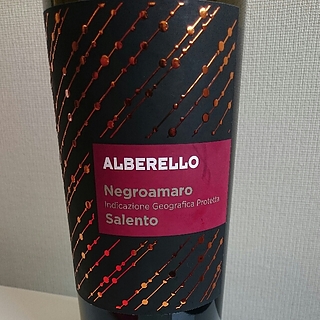 ALBERELLO
Negroamaro
Indicazione Geografica Protetta
Salento